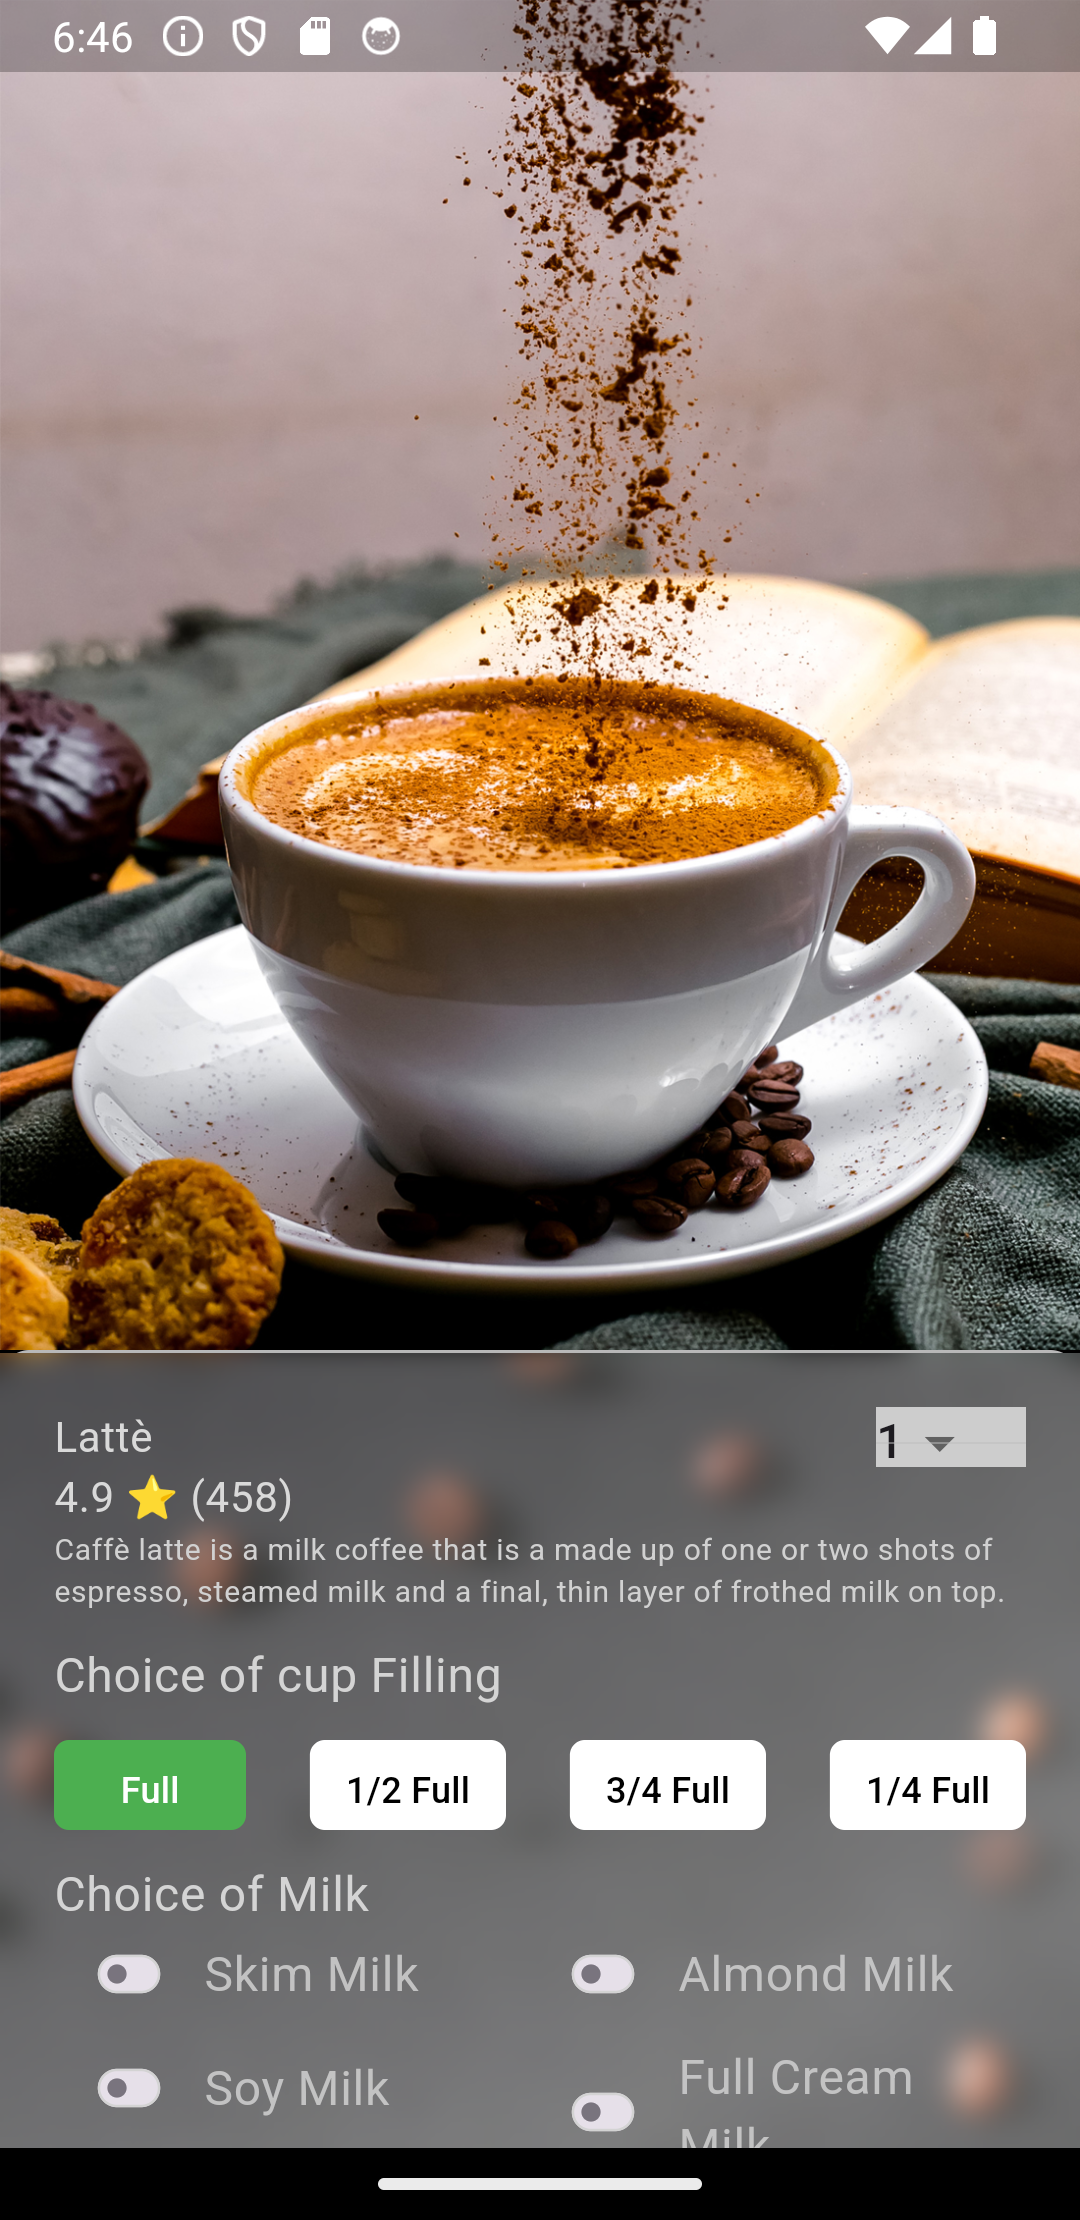 6:46
Lattè
1
4.9 ⭐ (458)
Caffè latte is a milk coffee that is a made up of one or two shots of
espresso, steamed milk and a final, thin layer of frothed milk on top.
Choice of cup Filling
Full
1/2 Full
3/4 Full
1/4 Full
Choice of Milk
Skim Milk
Almond Milk
Soy Milk
Full Cream
Milk